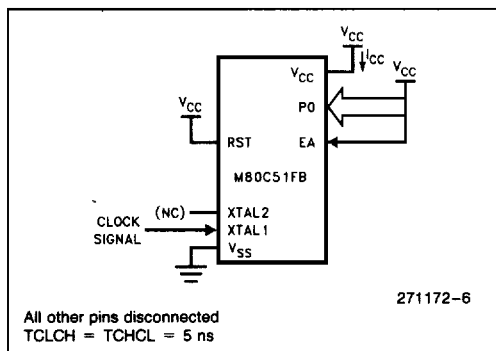 VCC
ICC
VCC
VCC
VCC
P0
RST
EA
M80C51FB
(NC)
XTAL2
CLOCK
SIGNAL
XTAL1
VSS
271172-6
All other pins disconnected
TCLCH = TCHCL = 5 ns